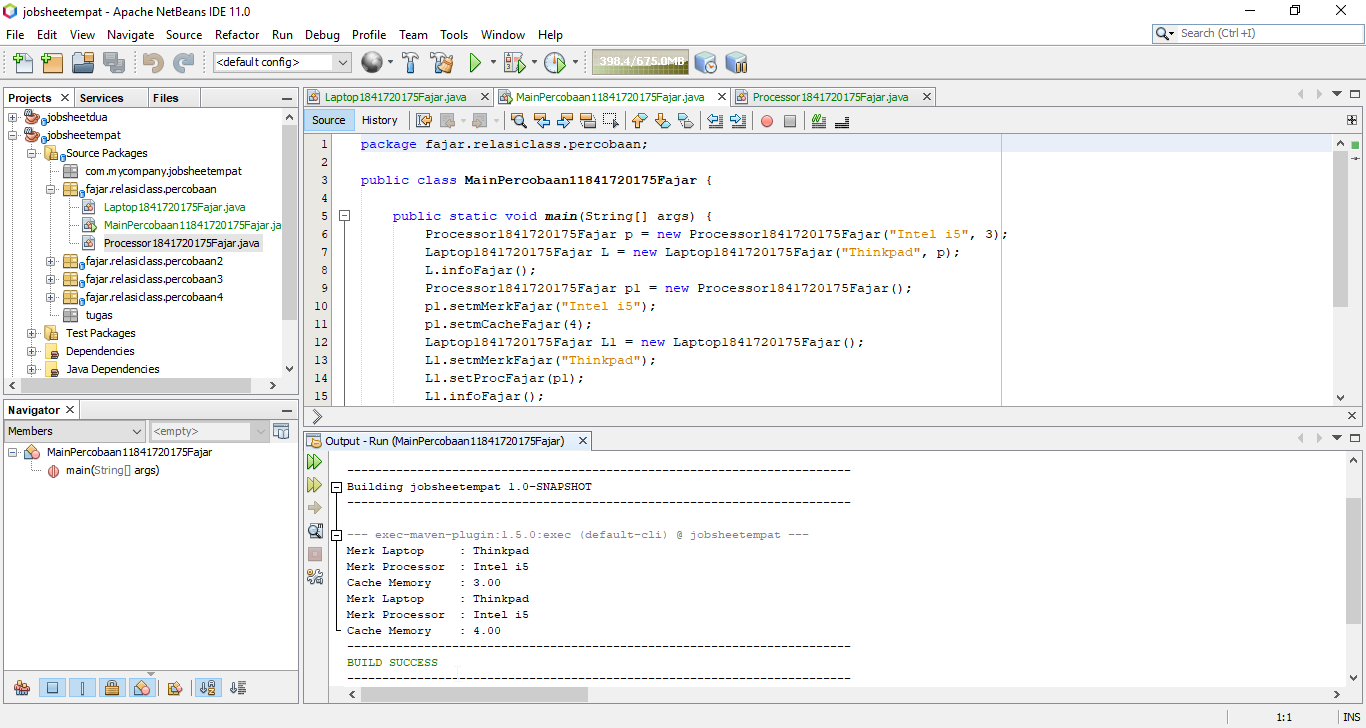 jobsheetempat - Apache NetBeans IDE 11.0
File Edit View Navigate Source Refactor Run Debug Profile Team Tools Window Help
Search (Ctrl+I)
<default config>
398.4/675.0MB
Projects Services Files
jobsheetdua
jobsheetempat
Source Packages
com.mycompany.jobsheetempat
fajar.relasiclass.percobaan
Laptop1841720175Fajar.java
MainPercobaan11841720175Fajar.ja
Processor1841720175Fajar.java
fajar.relasiclass.percobaan2
fajar.relasiclass.percobaan3
fajar.relasiclass.percobaan4
tugas
Test Packages
Dependencies
Java Dependencies
Navigator
Members
<empty>
MainPercobaan11841720175Fajar
main(String[] args)
Laptop1841720175Fajar.java MainPercobaan11841720175Fajar.java Processor1841720175Fajar.java
Source History
1 package fajar.relasiclass.percobaan;
2
3 public class MainPercobaan11841720175Fajar {
4
5 public static void main(String[] args) {
6 Processor1841720175Fajar p = new Processor1841720175Fajar("Intel i5", 3);
7 Laptop1841720175Fajar L = new Laptop1841720175Fajar("Thinkpad", p);
8 L.infoFajar();
9 Processor1841720175Fajar p1 = new Processor1841720175Fajar();
10 p1.setmMerkFajar("Intel i5");
11 p1.setmCacheFajar(4);
12 Laptop1841720175Fajar L1 = new Laptop1841720175Fajar();
13 L1.setmMerkFajar("Thinkpad");
14 L1.setProcFajar(p1);
15 L1.infoFajar();
Output - Run (MainPercobaan11841720175Fajar)
------------------------------------------------------------------------
Building jobsheetempat 1.0-SNAPSHOT
------------------------------------------------------------------------
--- exec-maven-plugin:1.5.0:exec (default-cli) @ jobsheetempat ---
Merk Laptop : Thinkpad
Merk Processor : Intel i5
Cache Memory : 3.00
Merk Laptop : Thinkpad
Merk Processor : Intel i5
Cache Memory : 4.00
------------------------------------------------------------------------
BUILD SUCCESS
------------------------------------------------------------------------
1:1 INS